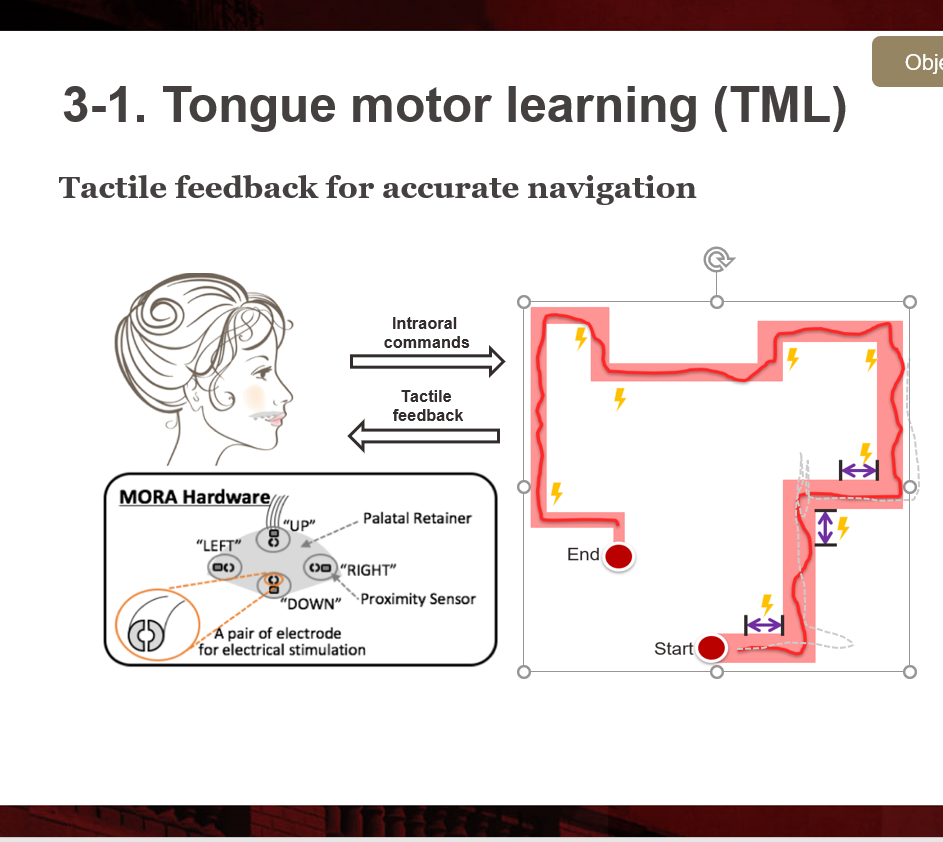 Obje
3-1. Tongue motor learning (TML)
Tactile feedback for accurate navigation
Intraoral
commands
Tactile
feedback
MORA Hardware
"UP"
Palatal Retainer
"LEFT"
"RIGHT"
"DOWN"
Proximity Sensor
A pair of electrode
for electrical stimulation
End
Start